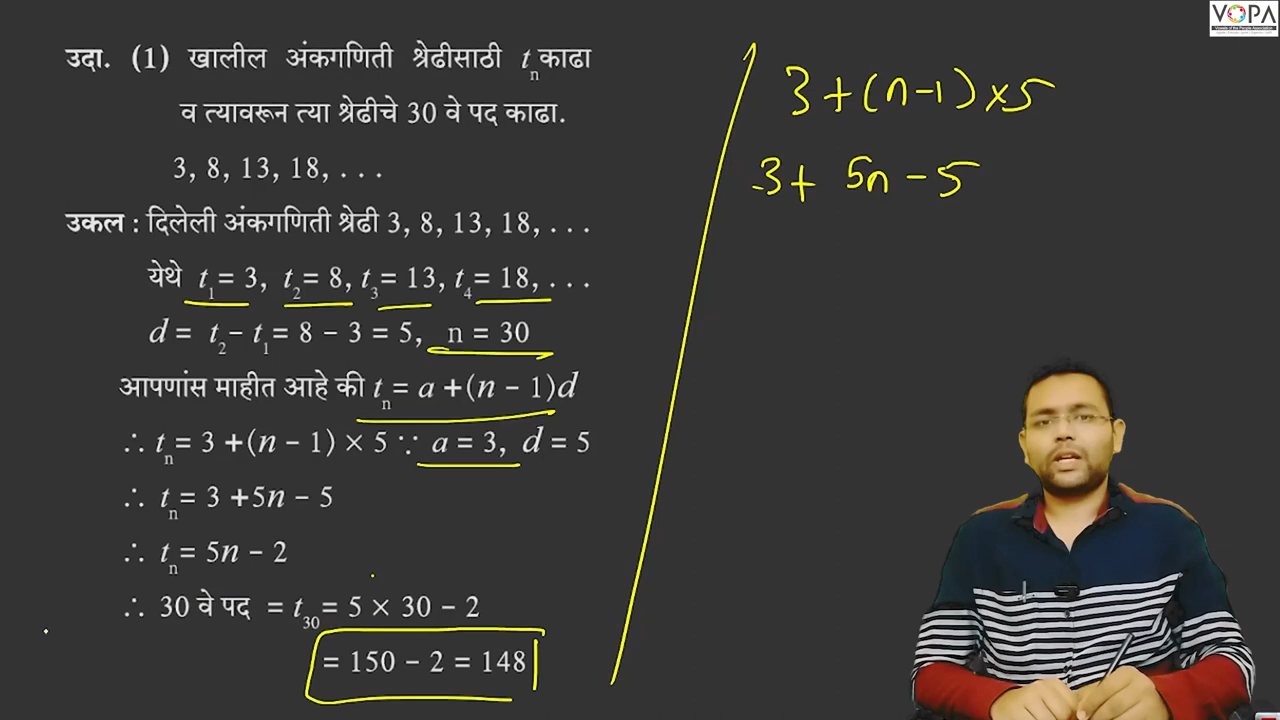 VOPA
उदा. (1) खालील अंकगणिती श्रेढीसाठी tₙ काढा
व त्यावरून त्या श्रेढीचे 30 वे पद काढा.
3, 8, 13, 18, . . .
उकल : दिलेली अंकगणिती श्रेढी 3, 8, 13, 18, . . .
येथे t₁ = 3, t₂ = 8, t₃ = 13, t₄ = 18, . . .
d = t₂ – t₁ = 8 – 3 = 5, n = 30
आपणांस माहीत आहे की tₙ = a +(n – 1)d
∴ tₙ = 3 +(n – 1) × 5 ∵ a = 3, d = 5
∴ tₙ = 3 +5n – 5
∴ tₙ = 5n – 2
∴ 30 वे पद = t₃₀ = 5 × 30 – 2
= 150 – 2 = 148
3 + (n – 1) × 5
3 + 5n – 5